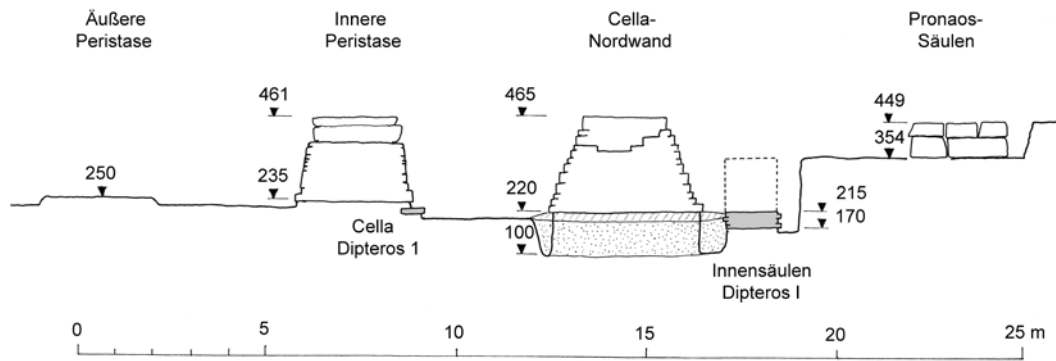 Äußere
Peristase
Innere
Peristase
Cella-
Nordwand
Pronaos-
Säulen
461
465
449
354
250
235
220
215
170
100
Cella
Dipteros 1
Innensäulen
Dipteros I
0 5 10 15 20 25 m